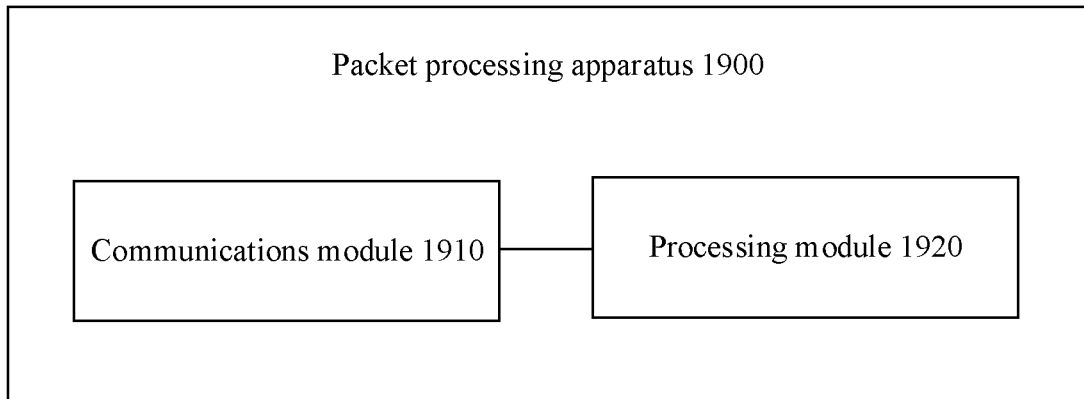 Packet processing apparatus 1900
Communications module 1910
Processing module 1920